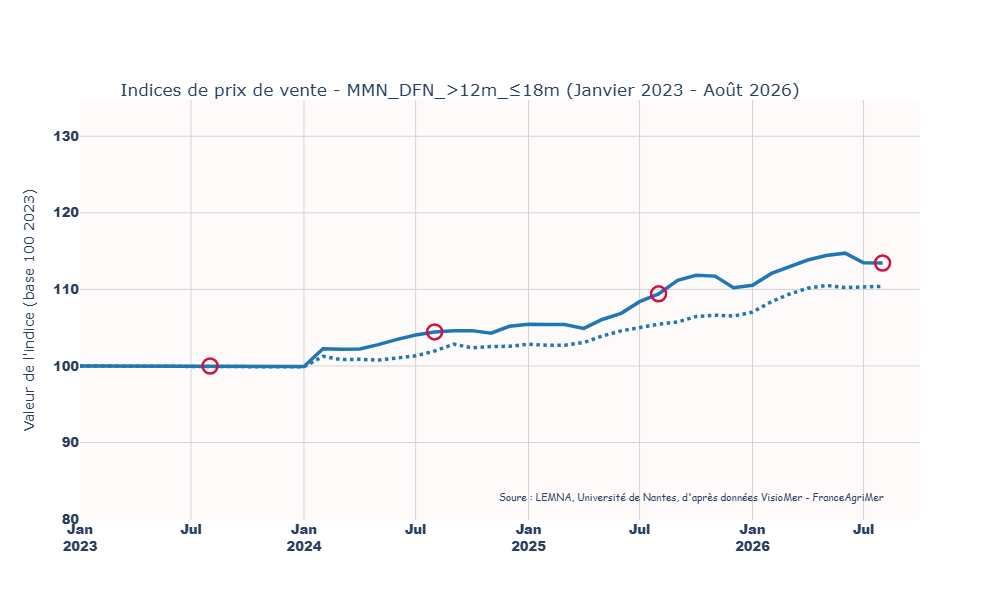 Indices de prix de vente - MMN_DFN_>12m_≤18m (Janvier 2023 - Août 2026)
Valeur de l'indice (base 100 2023)
130
120
110
100
90
80
Soure : LEMNA, Université de Nantes, d'après données VisioMer - FranceAgriMer
Jan Jul Jan Jul Jan Jul Jan Jul
2023 2024 2025 2026